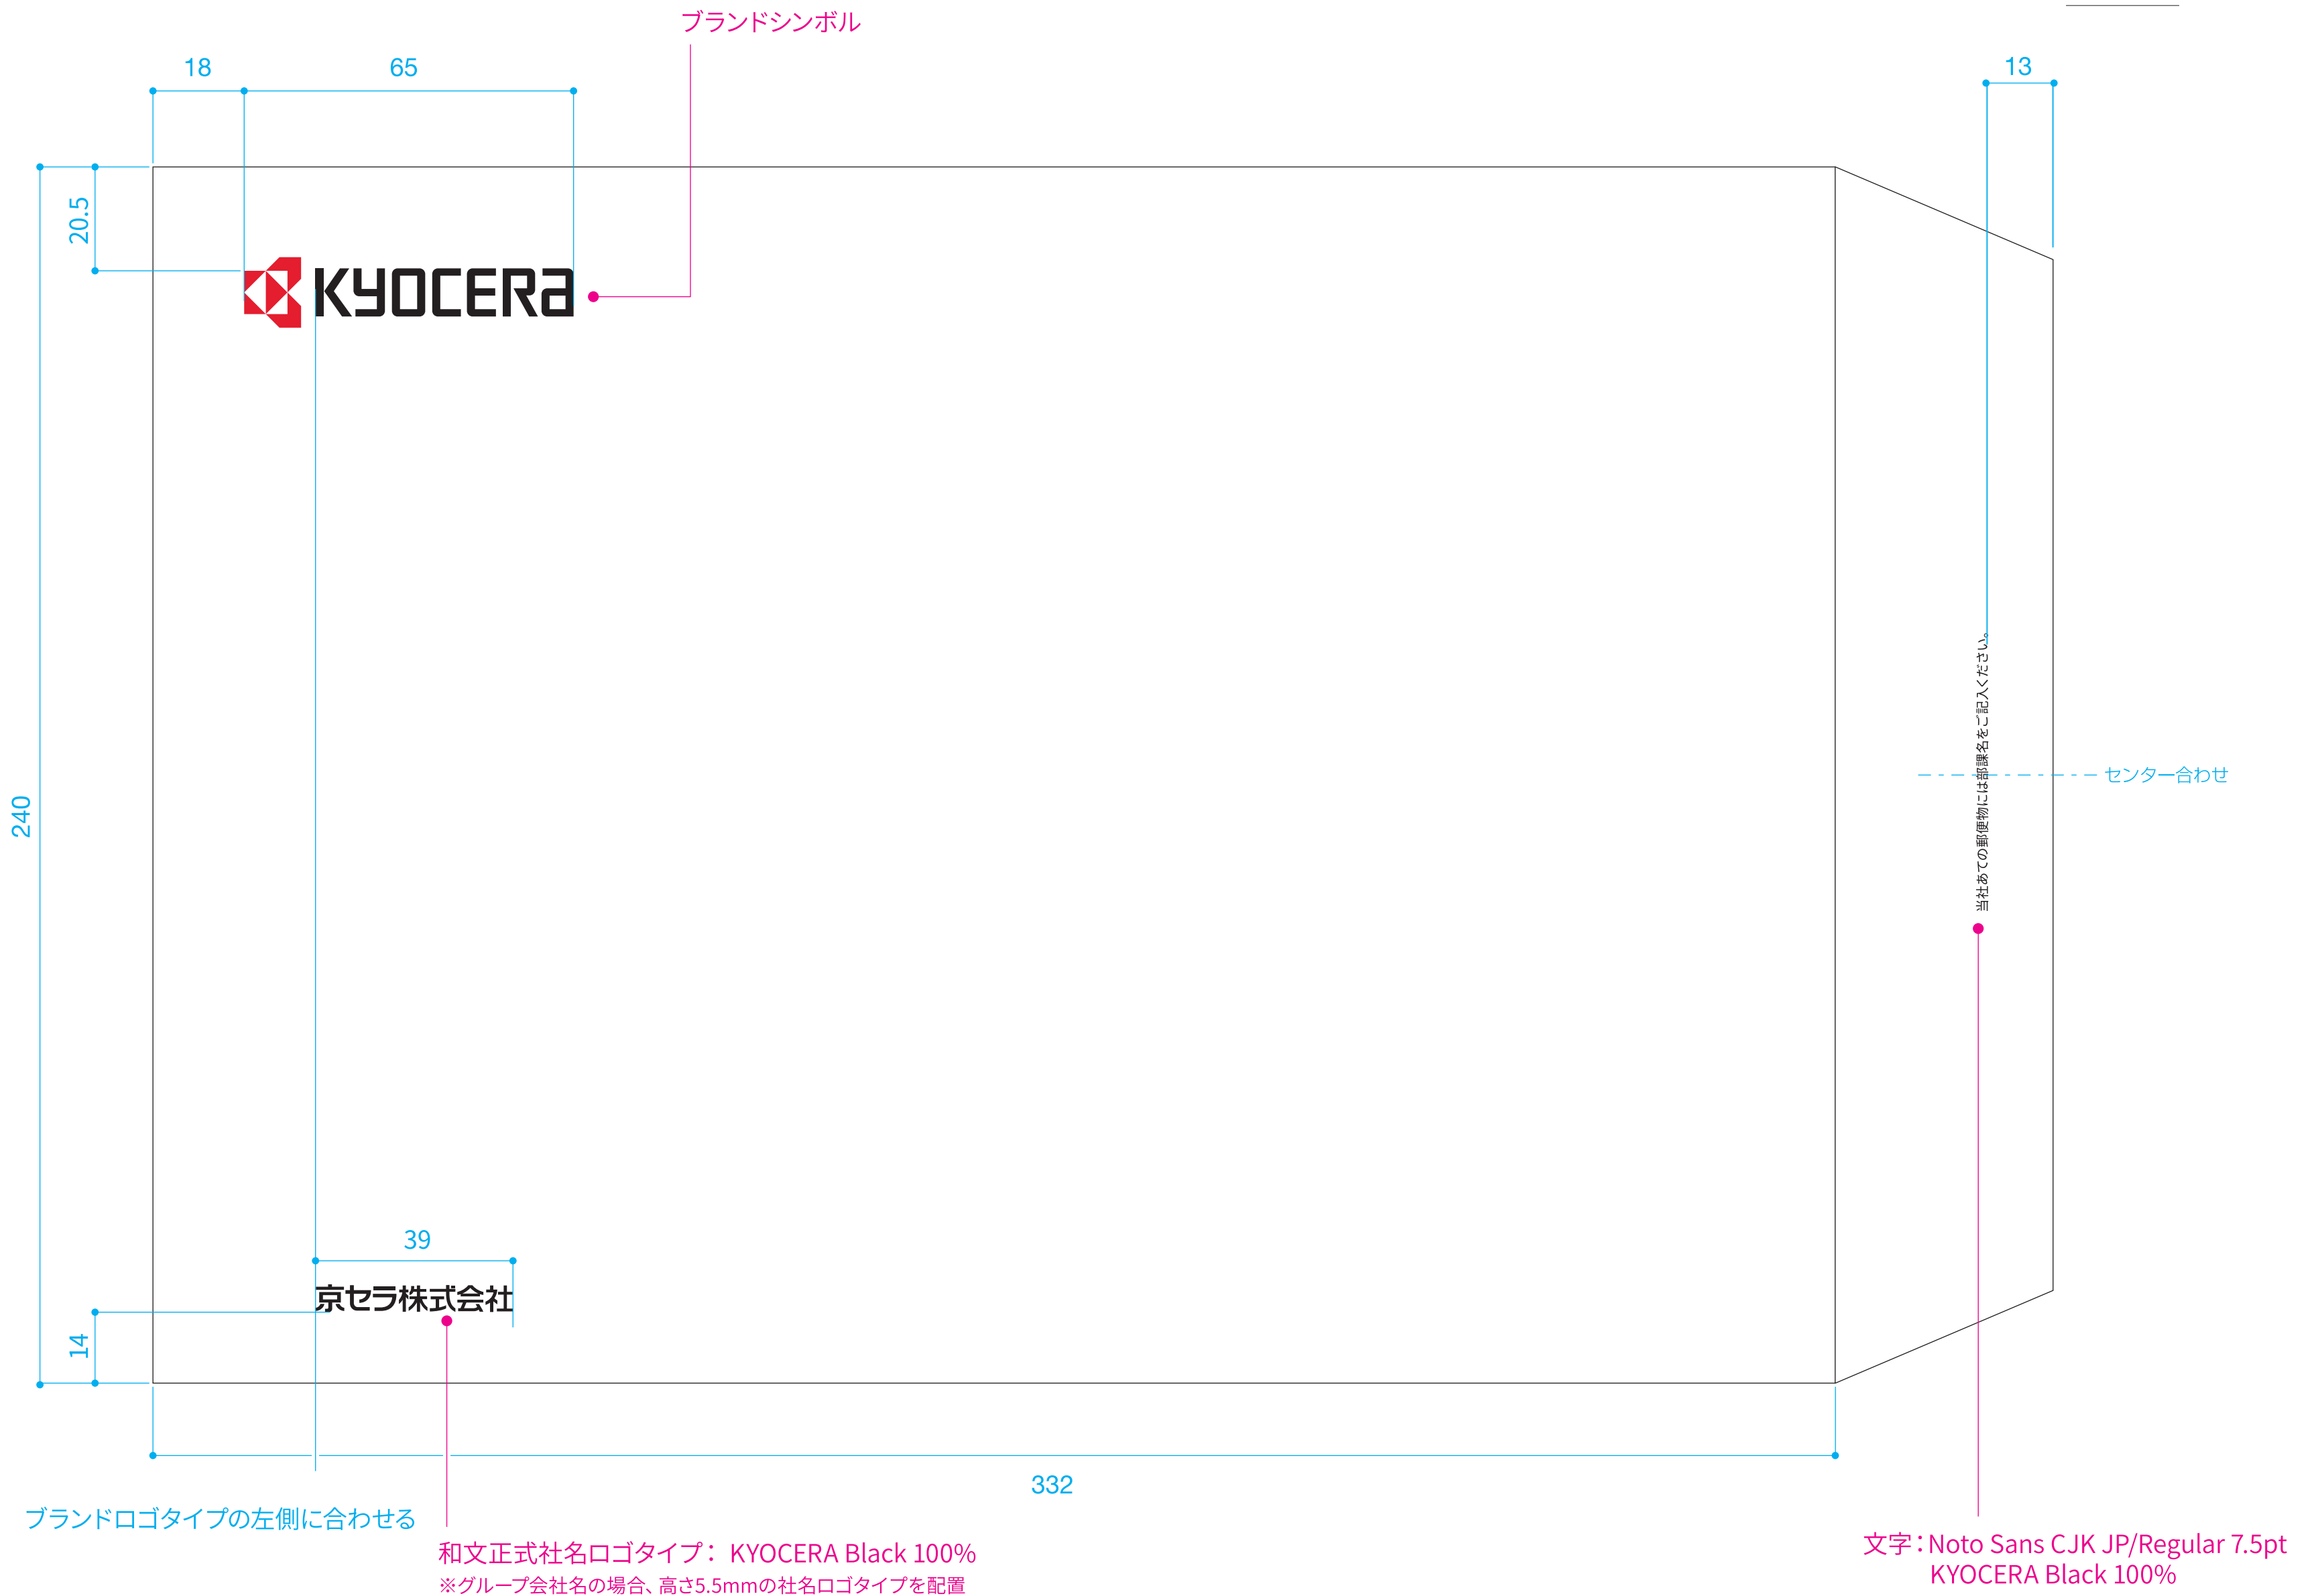 ブランドシンボル
18
65
13
20.5
KYOCERA
当社あての郵便物には部課名をご記入ください。
センター合わせ
240
39
京セラ株式会社
14
332
ブランドロゴタイプの左側に合わせる
和文正式社名ロゴタイプ： KYOCERA Black 100%
※グループ会社名の場合、高さ5.5mmの社名ロゴタイプを配置
文字：Noto Sans CJK JP/Regular 7.5pt
KYOCERA Black 100%